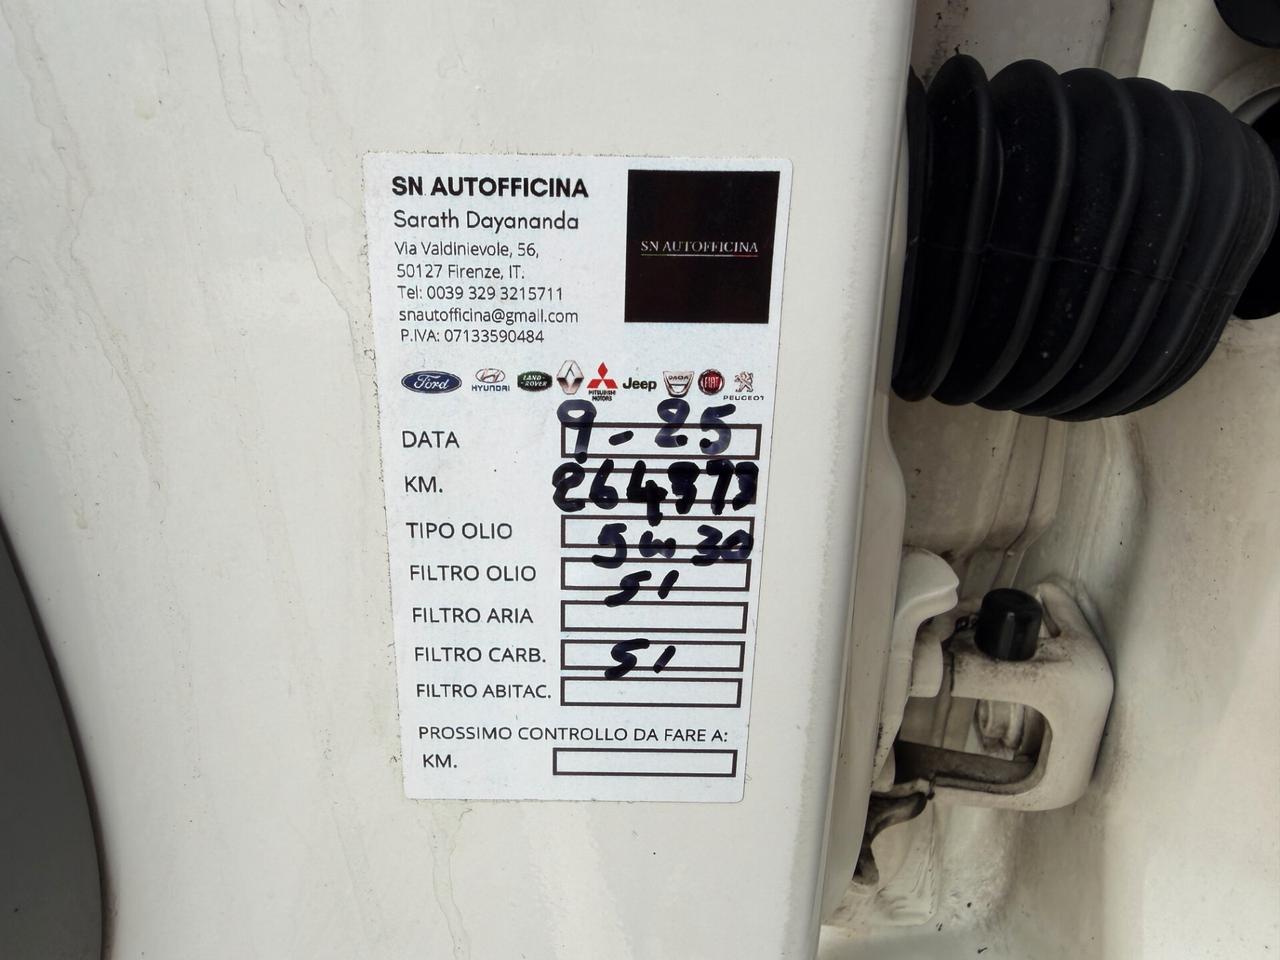 SN AUTOFFICINA
Sarath Dayananda
Via Valdinievole, 56,
50127 Firenze, IT.
Tel: 0039 329 3215711
snautofficina@gmail.com
P.IVA: 07133590484
SN AUTOFFICINA
Ford HYUNDAI LAND-ROVER MITSUBISHI MOTORS Jeep DACIA FIAT PEUGEOT
DATA 9-25
KM. 264373
TIPO OLIO 5w30
FILTRO OLIO SI
FILTRO ARIA
FILTRO CARB. SI
FILTRO ABITAC.
PROSSIMO CONTROLLO DA FARE A:
KM.